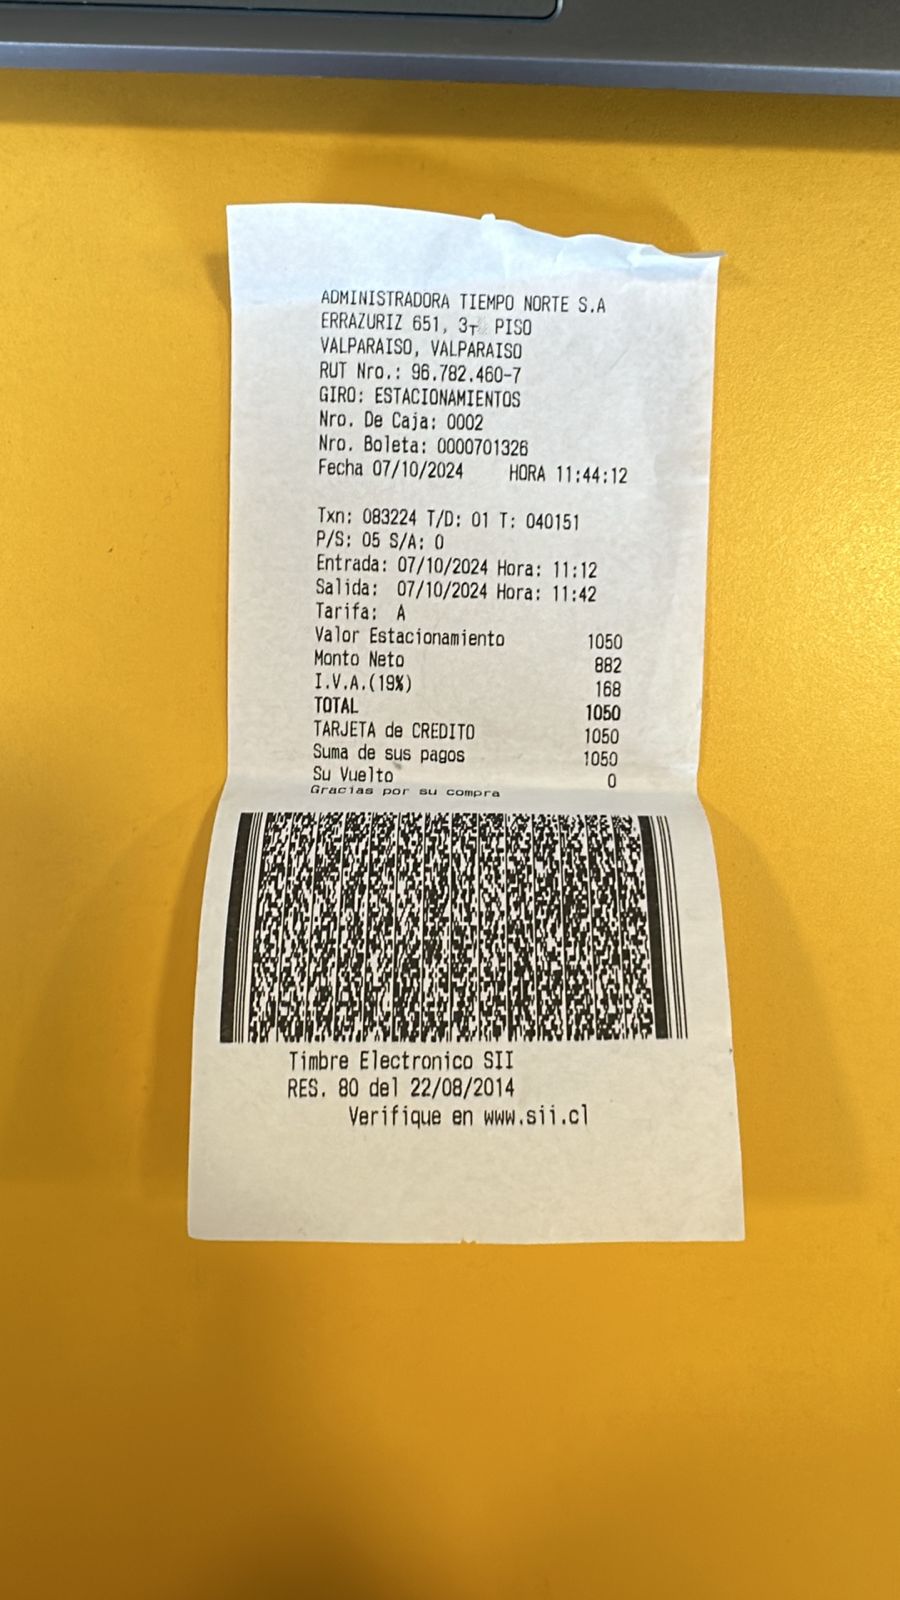 ADMINISTRADORA TIEMPO NORTE S.A
ERRAZURIZ 651, PISO
VALPARAISO, VALPARAISO
RUT Nro.: 96.782.460-7
GIRO: ESTACIONAMIENTOS
Nro. De Caja: 0002
Nro. Boleta: 0000701326
Fecha 07/10/2024 HORA 11:44:12
Txn: 083224 T/D: 01 T: 040151
P/S: 05 S/A: 0
Entrada: 07/10/2024 Hora: 11:12
Salida: 07/10/2024 Hora: 11:42
Tarifa: A
Valor Estacionamiento 1050
Monto Neto 882
I.V.A.(19%) 168
TOTAL 1050
TARJETA de CREDITO 1050
Suma de sus pagos 1050
Su Vuelto 0
Gracias por su compra
Timbre Electronico SII
RES. 80 del 22/08/2014
Verifique en www.sii.cl